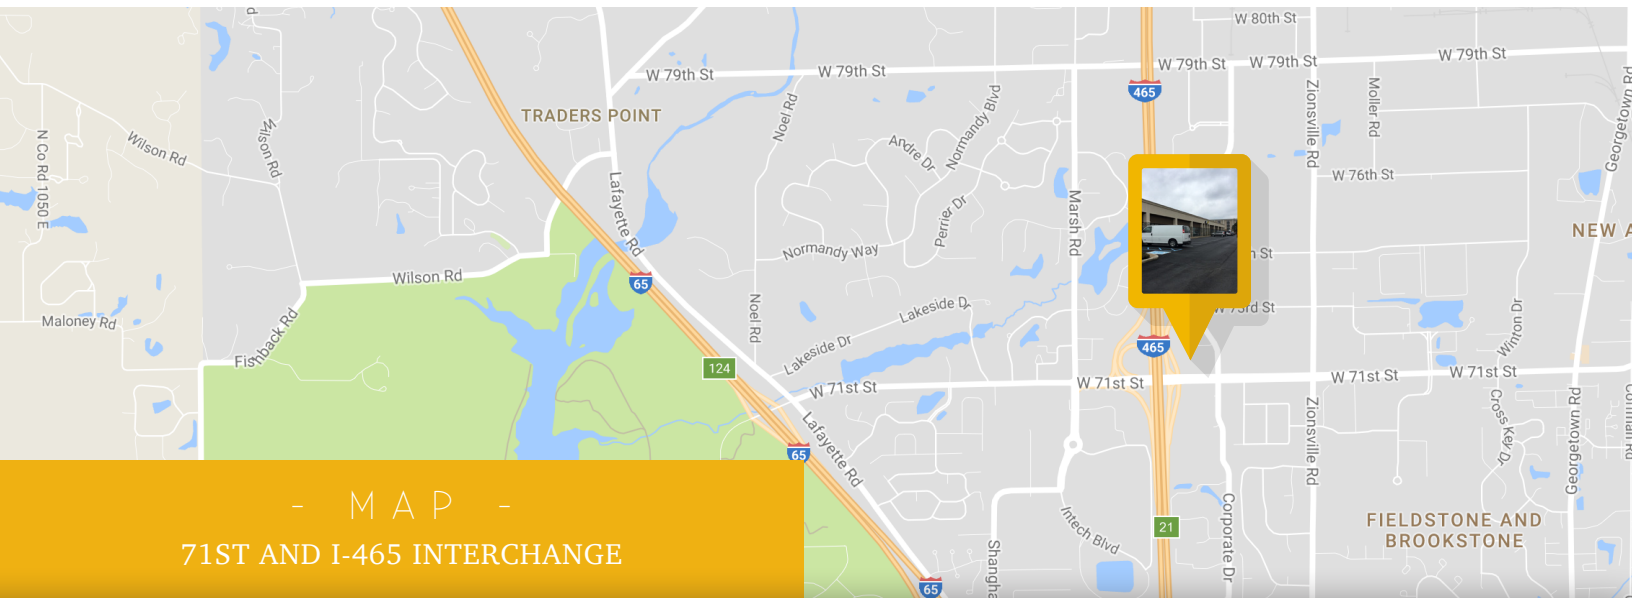 W 80th St
W 79th St
W 79th St
W 79th St
W 79th St
W 79th St
465
TRADERS POINT
Noel Rd
Normandy Blvd
Andre Dr
Zionsville Rd
Moller Rd
Georgetown Rd
N Co Rd 1050 E
Wilson Rd
Wilson Rd
Lafayette Rd
Perrier Dr
Marsh Rd
W 76th St
NEW A
Normandy Way
Wilson Rd
65
h St
W 73rd St
Maloney Rd
Fishback Rd
Noel Rd
Lakeside Dr
Lakeside D
465
Winton Dr
124
W 71st St
W 71st St
W 71st St
W 71st St
Lafayette Rd
65
Zionsville Rd
Cross Key Dr
Georgetown Rd
- MAP -
71ST AND I-465 INTERCHANGE
Intech Blvd
21
Corporate Dr
FIELDSTONE AND
BROOKSTONE
Shangha
65